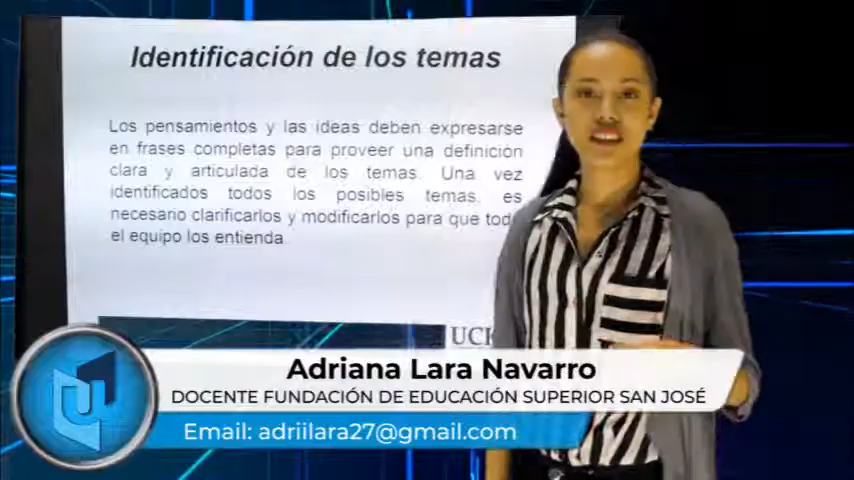 Identificación de los temas
Los pensamientos y las ideas deben expresarse
en frases completas para proveer una definición
clara y articulada de los temas. Una vez
identificados todos los posibles temas, es
necesario clarificarlos y modificarlos para que
el equipo los entienda.
Adriana Lara Navarro
DOCENTE FUNDACIÓN DE EDUCACIÓN SUPERIOR SAN JOSÉ
Email: adriilara27@gmail.com